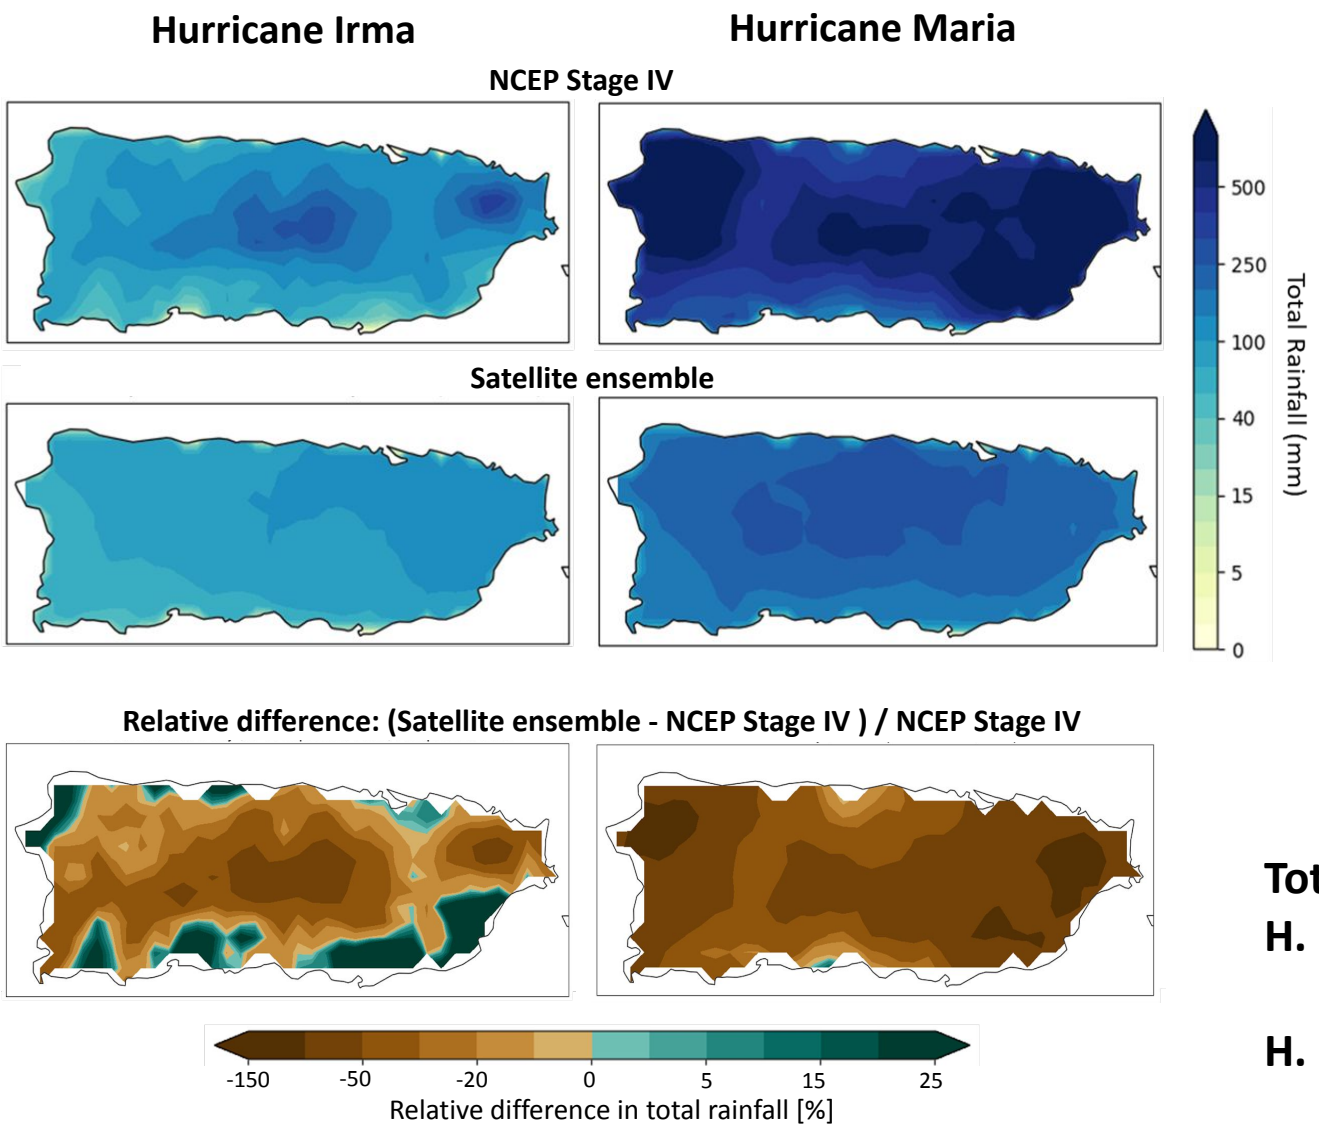 Hurricane Irma
Hurricane Maria
NCEP Stage IV
500
250
100
40
15
5
0
Total Rainfall (mm)
Satellite ensemble
Relative difference: (Satellite ensemble - NCEP Stage IV ) / NCEP Stage IV
H.
H.
-150 -50 -20 0 5 15 25
Relative difference in total rainfall [%]